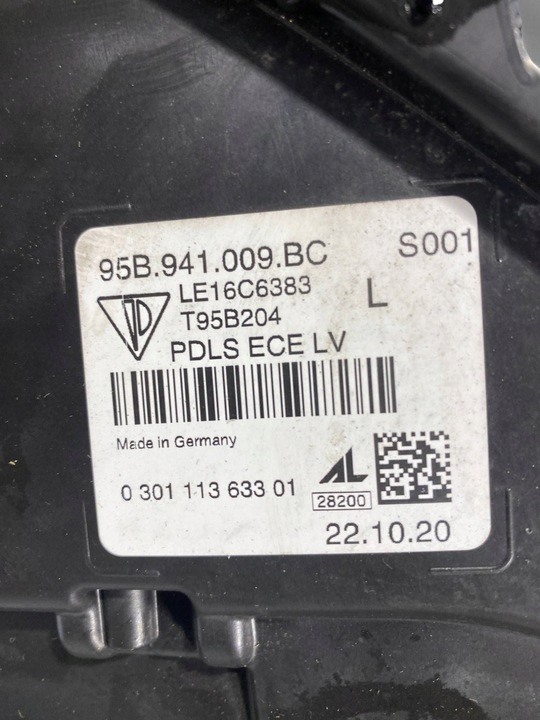 95B.941.009.BC S001
LE16C6383 L
T95B204
PDLS ECE LV
Made in Germany
0 301 113 633 01 AL
28200
22.10.20